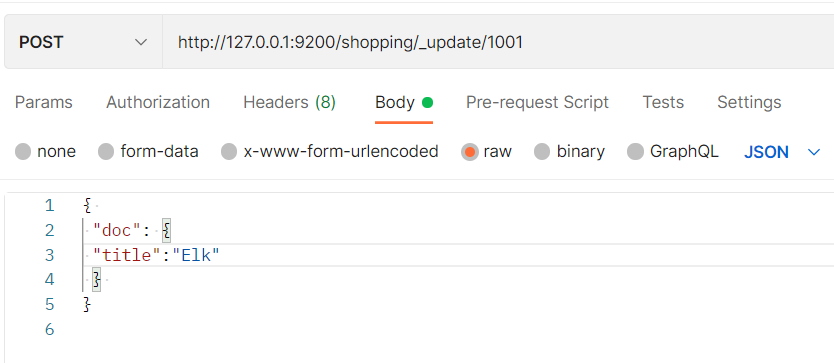 POST http://127.0.0.1:9200/shopping/_update/1001
Params Authorization Headers (8) Body Pre-request Script Tests Settings
none form-data x-www-form-urlencoded raw binary GraphQL JSON
1 {
2 "doc": {
3 "title":"Elk"
4 }
5 }
6